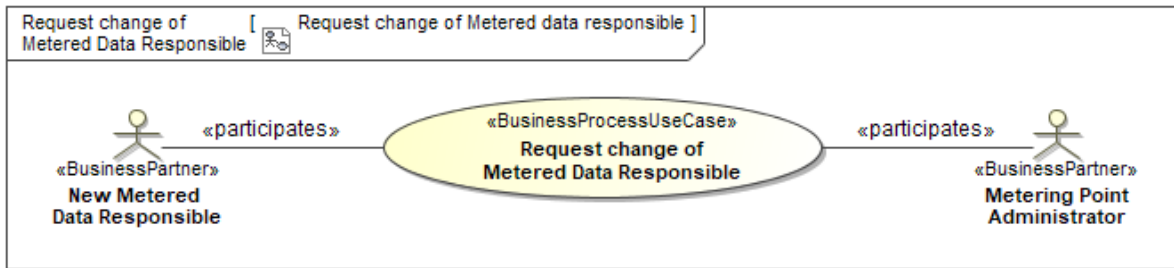 Request change of [ Request change of Metered data responsible ]
Metered Data Responsible
«participates»
«BusinessProcessUseCase»
«participates»
Request change of
Metered Data Responsible
«BusinessPartner»
New Metered
Data Responsible
«BusinessPartner»
Metering Point
Administrator